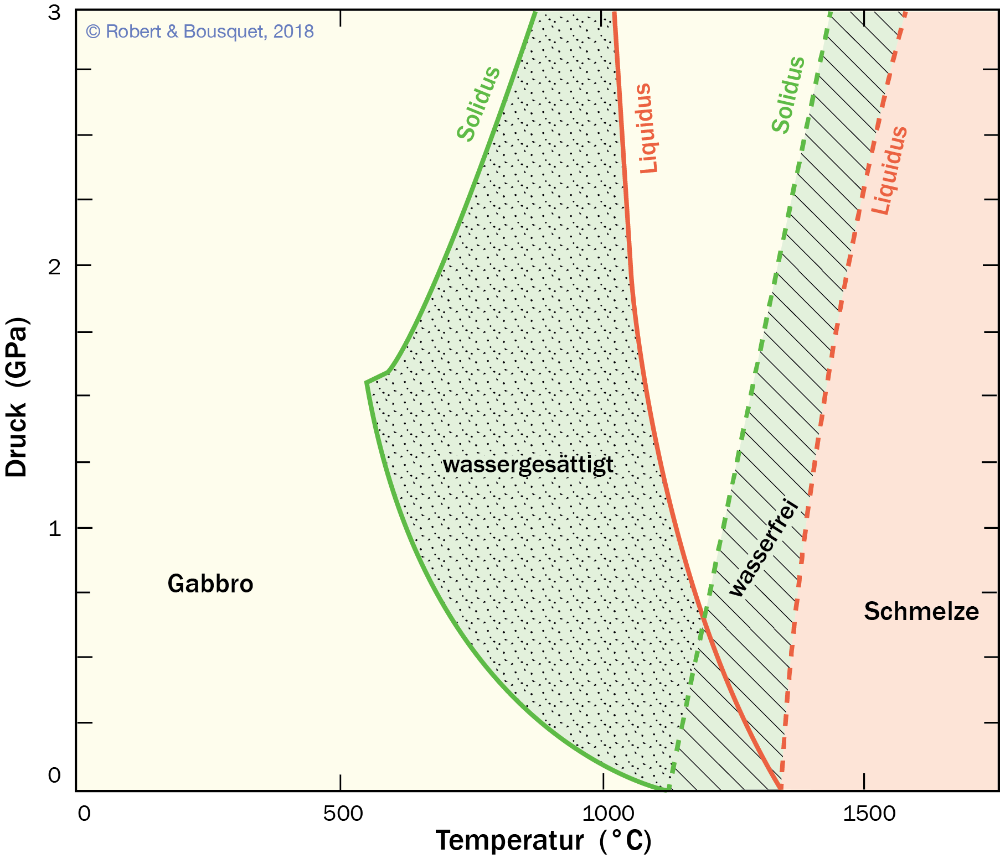 3
© Robert & Bousquet, 2018
Solidus
Liquidus
Solidus
Liquidus
2
Druck (GPa)
wassergesättigt
wasserfrei
1
Gabbro
Schmelze
0
0 500 1000 1500
Temperatur (°C)